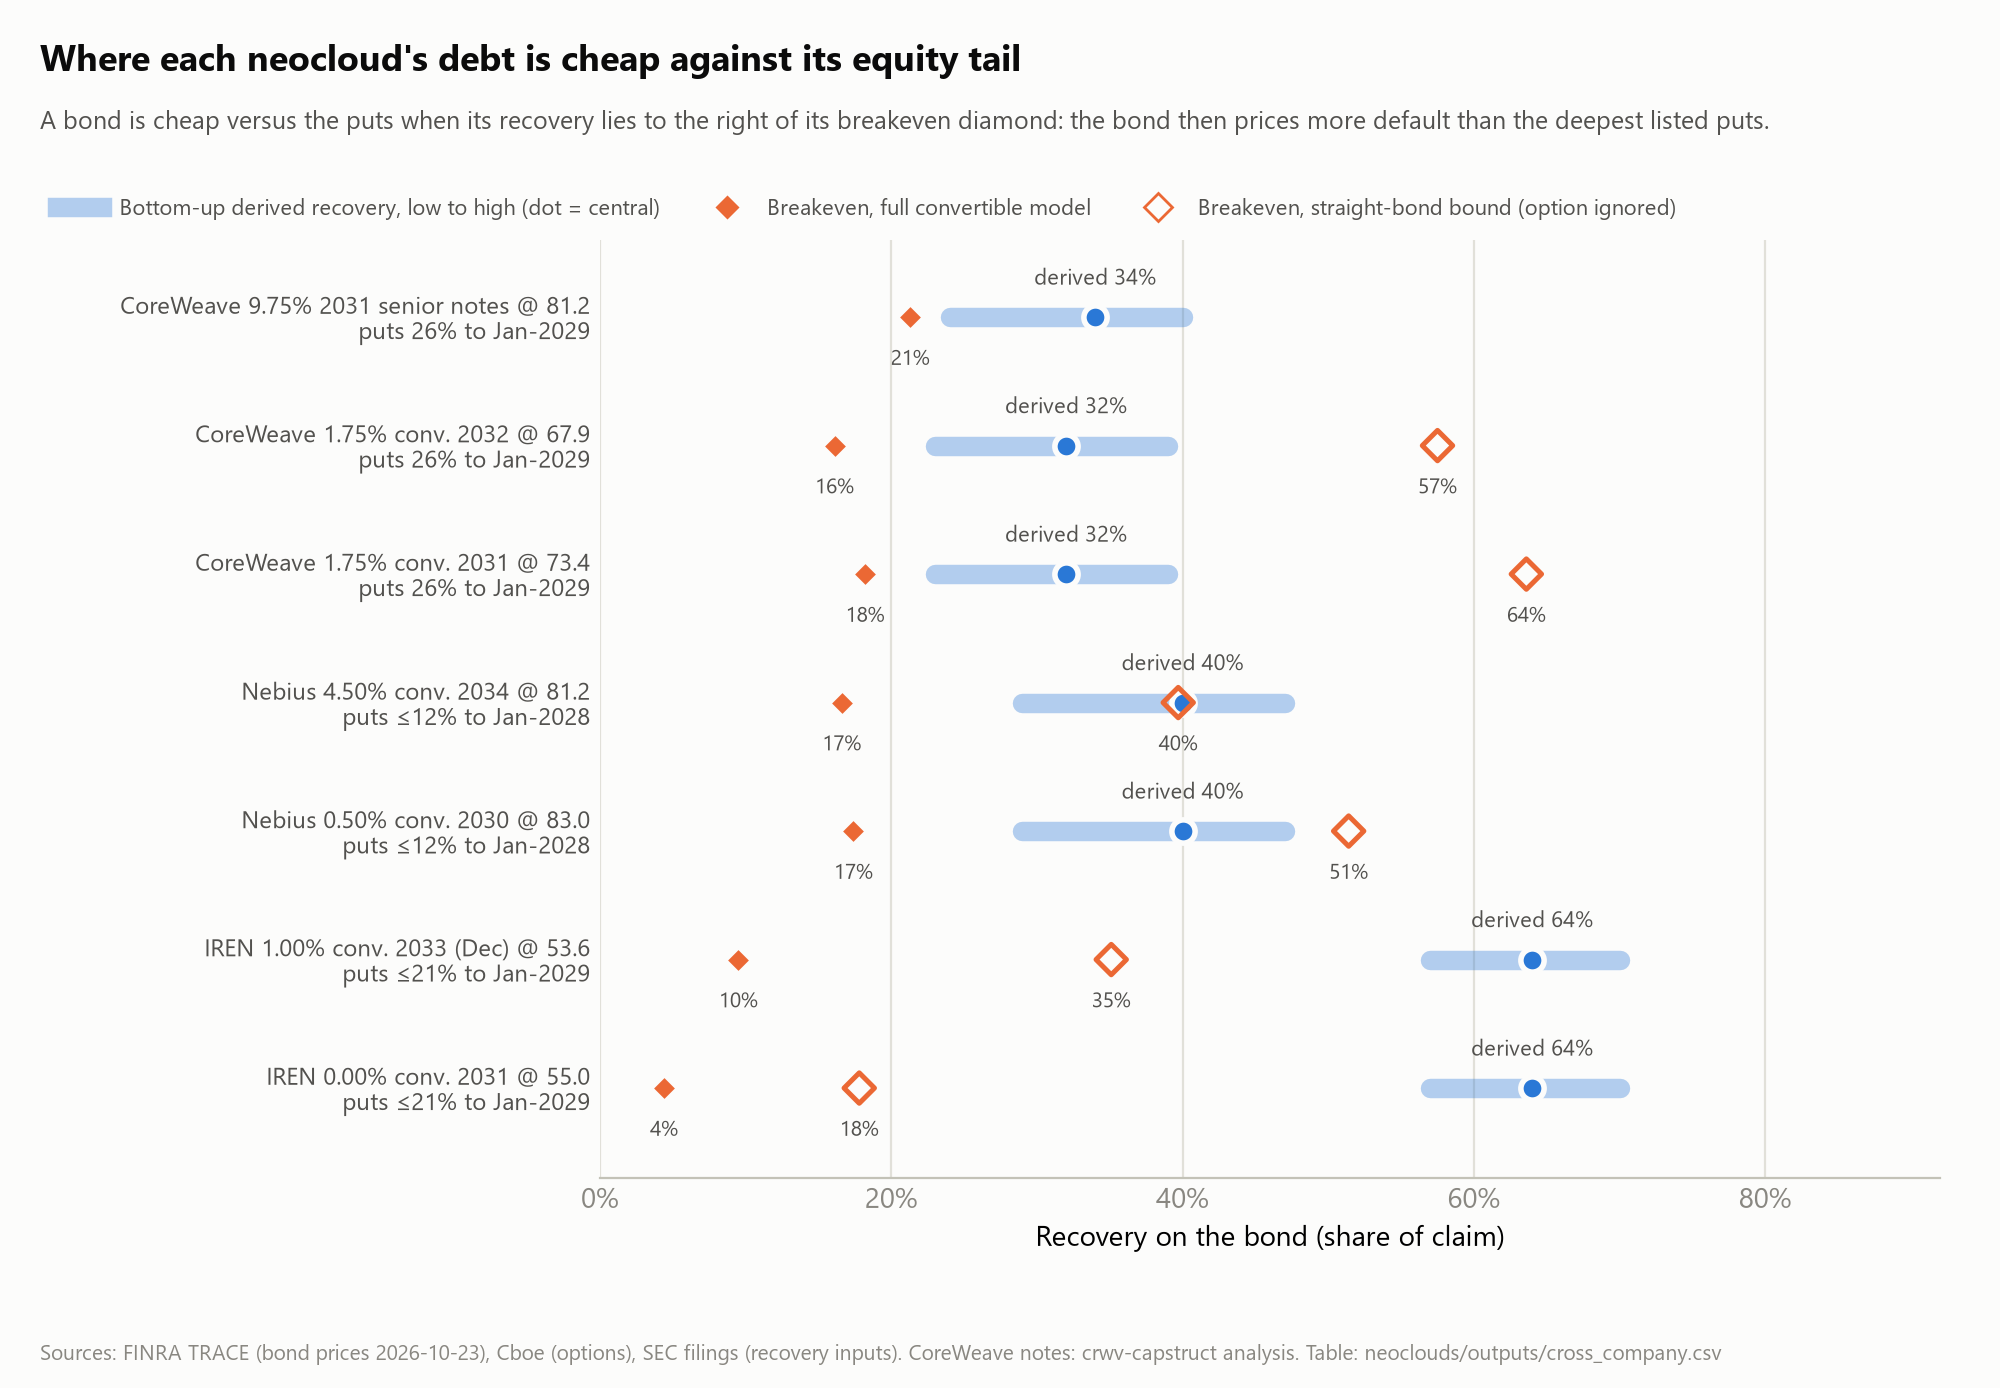 Where each neocloud's debt is cheap against its equity tail
A bond is cheap versus the puts when its recovery lies to the right of its breakeven diamond: the bond then prices more default than the deepest listed puts.
Bottom-up derived recovery, low to high (dot = central)
Breakeven, full convertible model
Breakeven, straight-bond bound (option ignored)
CoreWeave 9.75% 2031 senior notes @ 81.2
puts 26% to Jan-2029
derived 34%
21%
CoreWeave 1.75% conv. 2032 @ 67.9
puts 26% to Jan-2029
derived 32%
16%
57%
CoreWeave 1.75% conv. 2031 @ 73.4
puts 26% to Jan-2029
derived 32%
18%
64%
Nebius 4.50% conv. 2034 @ 81.2
puts ≤12% to Jan-2028
derived 40%
17%
40%
Nebius 0.50% conv. 2030 @ 83.0
puts ≤12% to Jan-2028
derived 40%
17%
51%
IREN 1.00% conv. 2033 (Dec) @ 53.6
puts ≤21% to Jan-2029
derived 64%
10%
35%
IREN 0.00% conv. 2031 @ 55.0
puts ≤21% to Jan-2029
derived 64%
4%
18%
0%
20%
40%
60%
80%
Recovery on the bond (share of claim)
Sources: FINRA TRACE (bond prices 2026-10-23), Cboe (options), SEC filings (recovery inputs). CoreWeave notes: crwv-capstruct analysis. Table: neoclouds/outputs/cross_company.csv